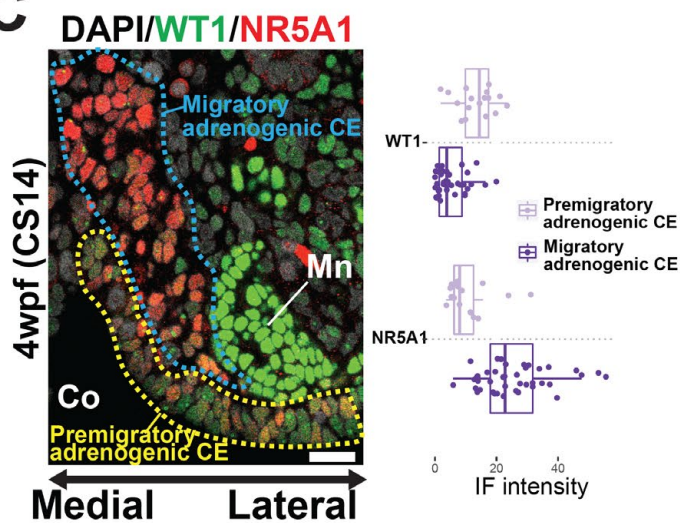 C
DAPI/WT1/NR5A1
4wpf (CS14)
Migratory
adrenogenic CE
Mn
Co
Premigratory
adrenogenic CE
Medial
Lateral
WT1
NR5A1
Premigratory
adrenogenic CE
Migratory
adrenogenic CE
0
20
40
IF intensity